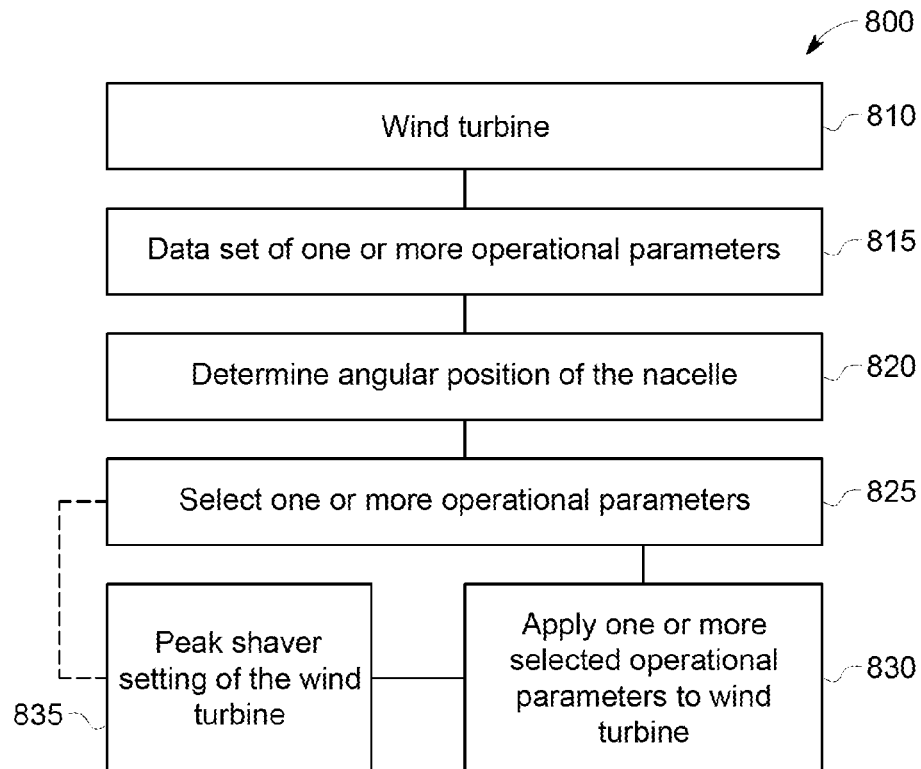 800
Wind turbine
810
Data set of one or more operational parameters
815
Determine angular position of the nacelle
820
Select one or more operational parameters
825
Peak shaver
setting of the wind
turbine
835
Apply one or more
selected operational
parameters to wind
turbine
830